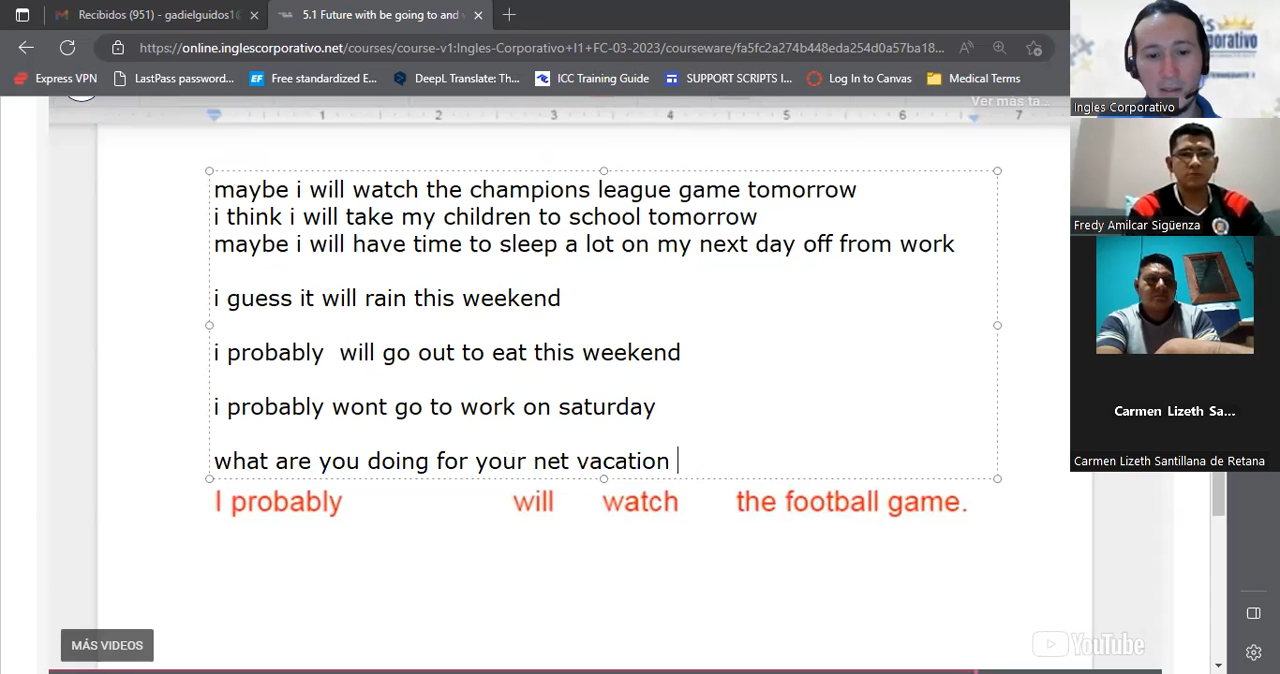 Recibidos (951) - gadielguidos1
5.1 Future with be going to and
https://online.inglescorporativo.net/courses/course-v1:Ingles-Corporativo+I1+FC-03-2023/courseware/fa5fc2a274b448eda254d0a57ba18...
Express VPN
LastPass password...
Free standardized E...
DeepL Translate: Th...
ICC Training Guide
SUPPORT SCRIPTS I...
Log In to Canvas
Medical Terms
Ver más ta...
1 2 3 4 5 6 7
maybe i will watch the champions league game tomorrow
i think i will take my children to school tomorrow
maybe i will have time to sleep a lot on my next day off from work
i guess it will rain this weekend
i probably will go out to eat this weekend
i probably wont go to work on saturday
what are you doing for your net vacation
I probably will watch the football game.
MÁS VIDEOS
YouTube
Ingles Corporativo
Fredy Amilcar Sigüenza
Carmen Lizeth Sa...
Carmen Lizeth Santillana de Retana